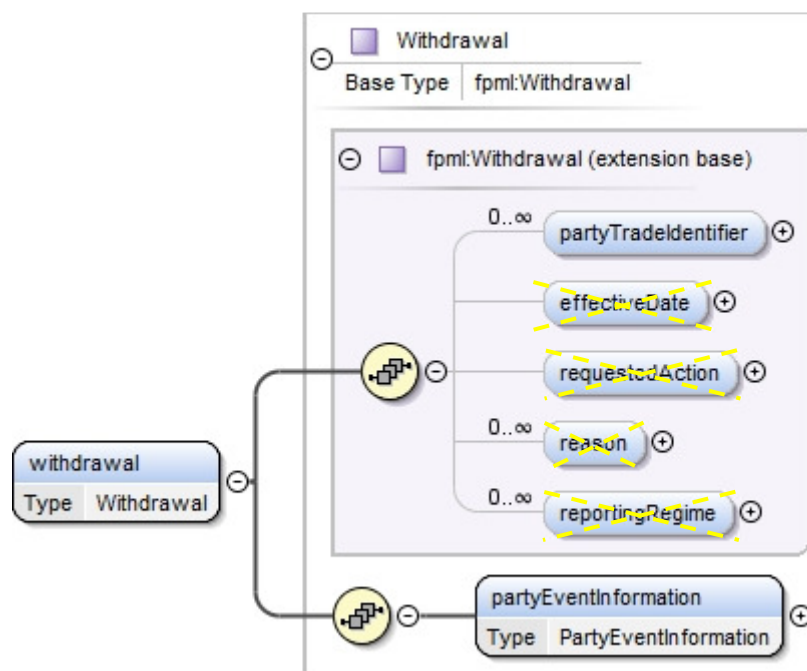 Withdrawal
Base Type fpml:Withdrawal
fpml:Withdrawal (extension base)
0..∞
partyTradeIdentifier
effectiveDate
requestedAction
0..∞
reason
0..∞
reportingRegime
withdrawal
Type Withdrawal
partyEventInformation
Type PartyEventInformation